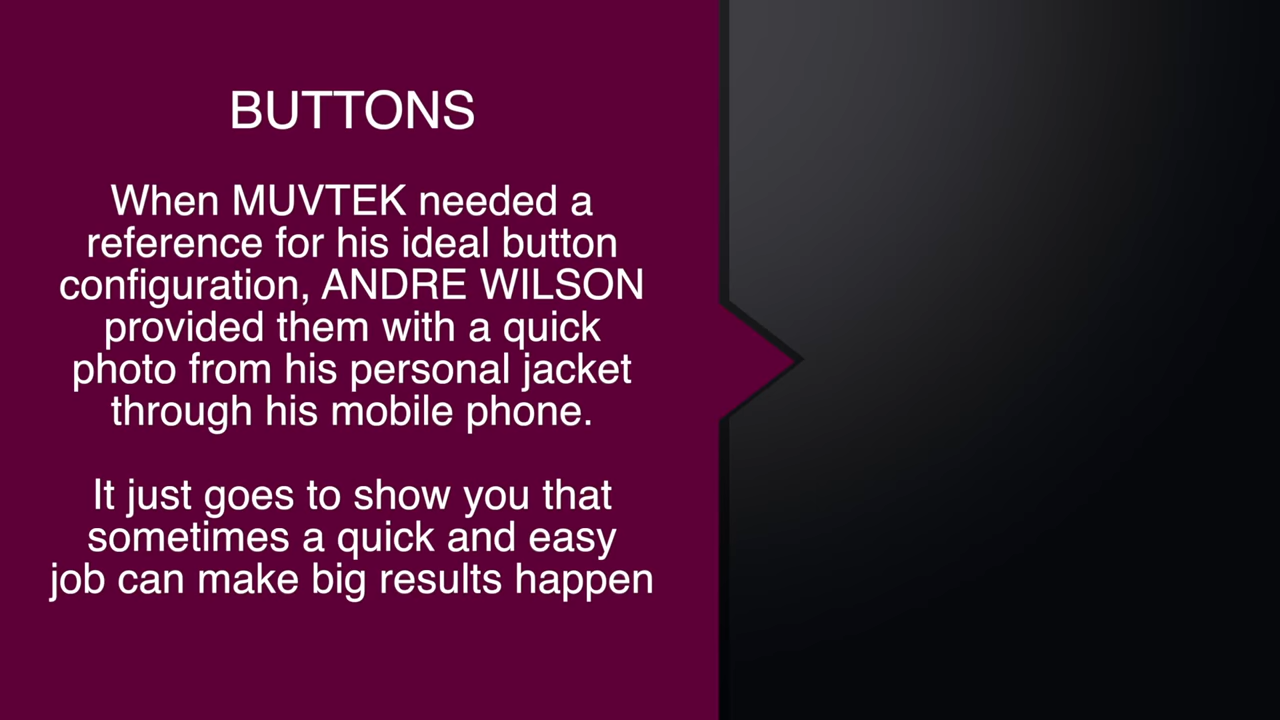 BUTTONS
When MUVTEK needed a
reference for his ideal button
configuration, ANDRE WILSON
provided them with a quick
photo from his personal jacket
through his mobile phone.
It just goes to show you that
sometimes a quick and easy
job can make big results happen